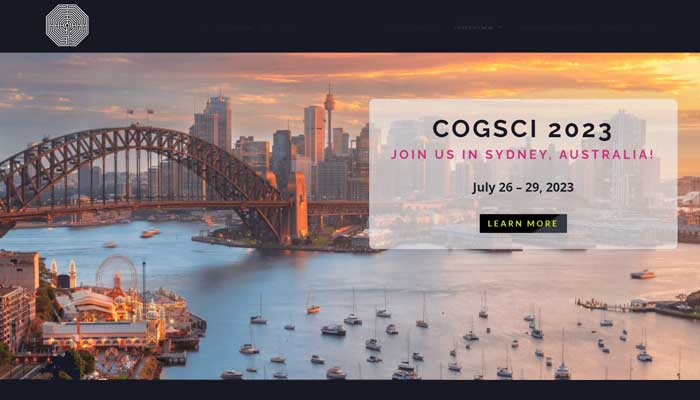 COGSCI 2023
JOIN US IN SYDNEY, AUSTRALIA!
July 26 – 29, 2023
LEARN MORE